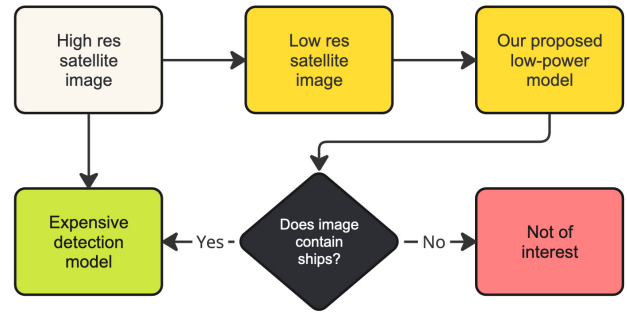 High res
satellite
image
Low res
satellite
image
Our proposed
low-power
model
Expensive
detection
model
Yes
Does image
contain
ships?
No
Not of
interest